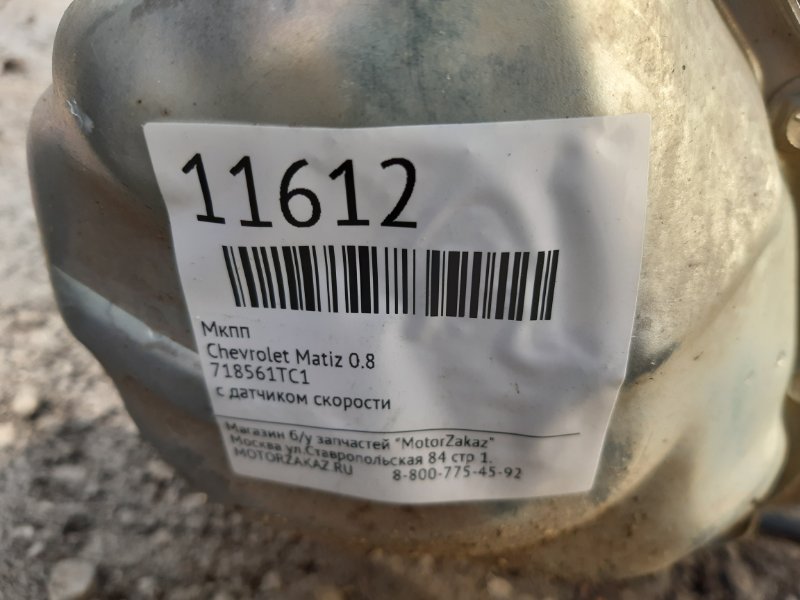 11612
Мкпп
Chevrolet Matiz 0.8
718561TC1
с датчиком скорости
Магазин б/у запчастей "MotorZakaz"
Москва ул.Ставропольская 84 стр 1.
MOTORZAKAZ.RU 8-800-775-45-92